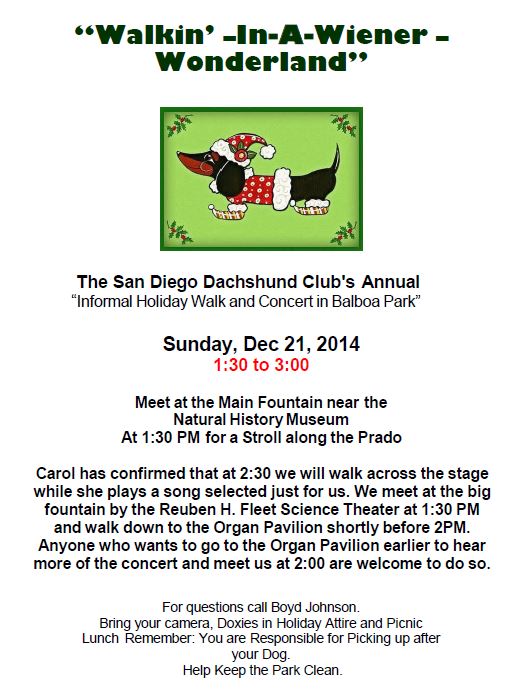 “Walkin’ –In-A-Wiener –
Wonderland”
The San Diego Dachshund Club's Annual
“Informal Holiday Walk and Concert in Balboa Park”
Sunday, Dec 21, 2014
1:30 to 3:00
Meet at the Main Fountain near the
Natural History Museum
At 1:30 PM for a Stroll along the Prado
Carol has confirmed that at 2:30 we will walk across the stage
while she plays a song selected just for us. We meet at the big
fountain by the Reuben H. Fleet Science Theater at 1:30 PM
and walk down to the Organ Pavilion shortly before 2PM.
Anyone who wants to go to the Organ Pavilion earlier to hear
more of the concert and meet us at 2:00 are welcome to do so.
For questions call Boyd Johnson.
Bring your camera, Doxies in Holiday Attire and Picnic
Lunch Remember: You are Responsible for Picking up after
your Dog.
Help Keep the Park Clean.